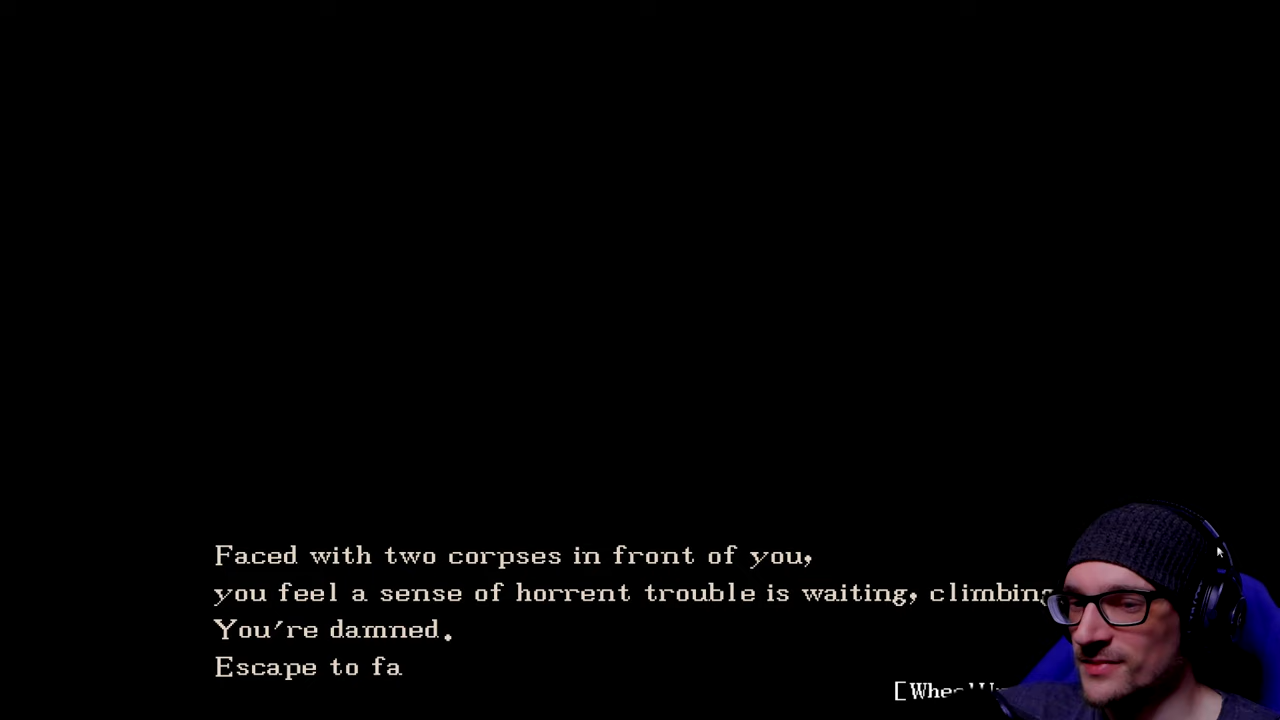 Faced with two corpses in front of you,
you feel a sense of horrent trouble is waiting, climbing
You're damned.
Escape to fa